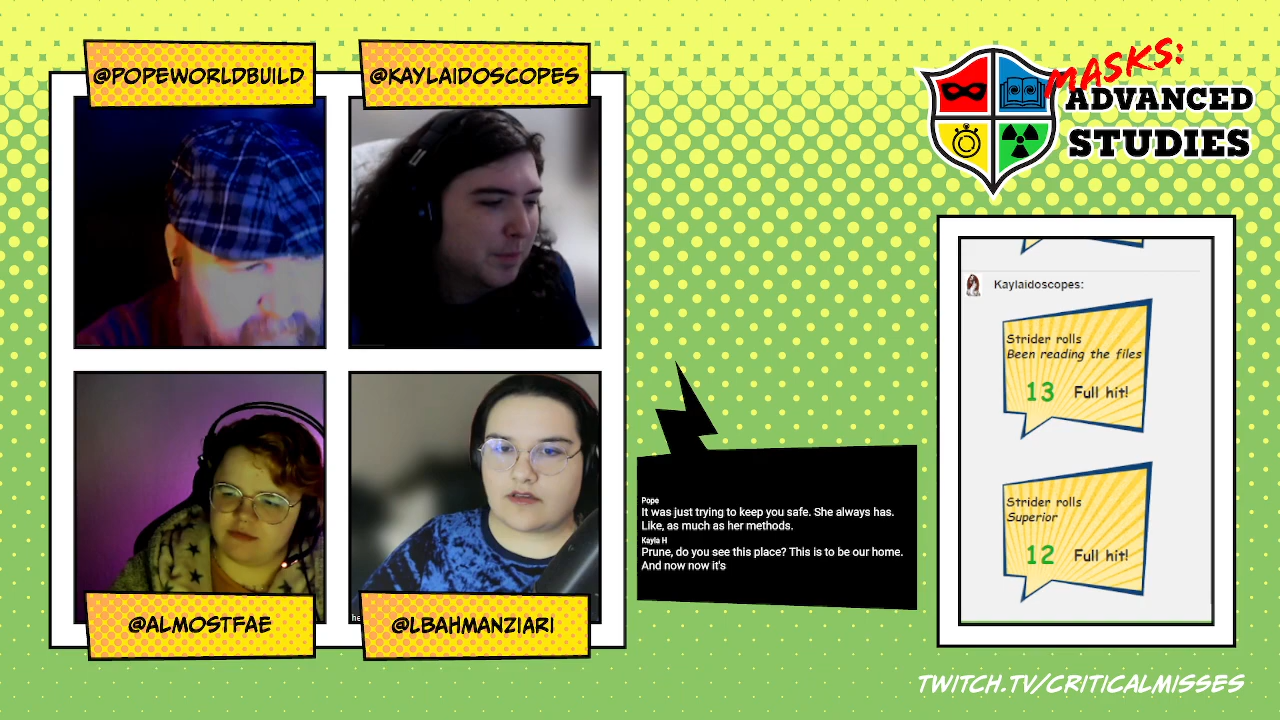 @POPEWORLDBUILD
@KAYLAIDOSCOPES
MASKS:
ADVANCED
STUDIES
Kaylaidoscopes:
Strider rolls
Been reading the files
13 Full hit!
Strider rolls
Superior
12 Full hit!
Pope
It was just trying to keep you safe. She always has.
Like, as much as her methods.
Kayla H
Prune, do you see this place? This is to be our home.
And now now it's
he
@ALMOSTFAE
@LBAHMANZIARI
TWITCH.TV/CRITICALMISSES